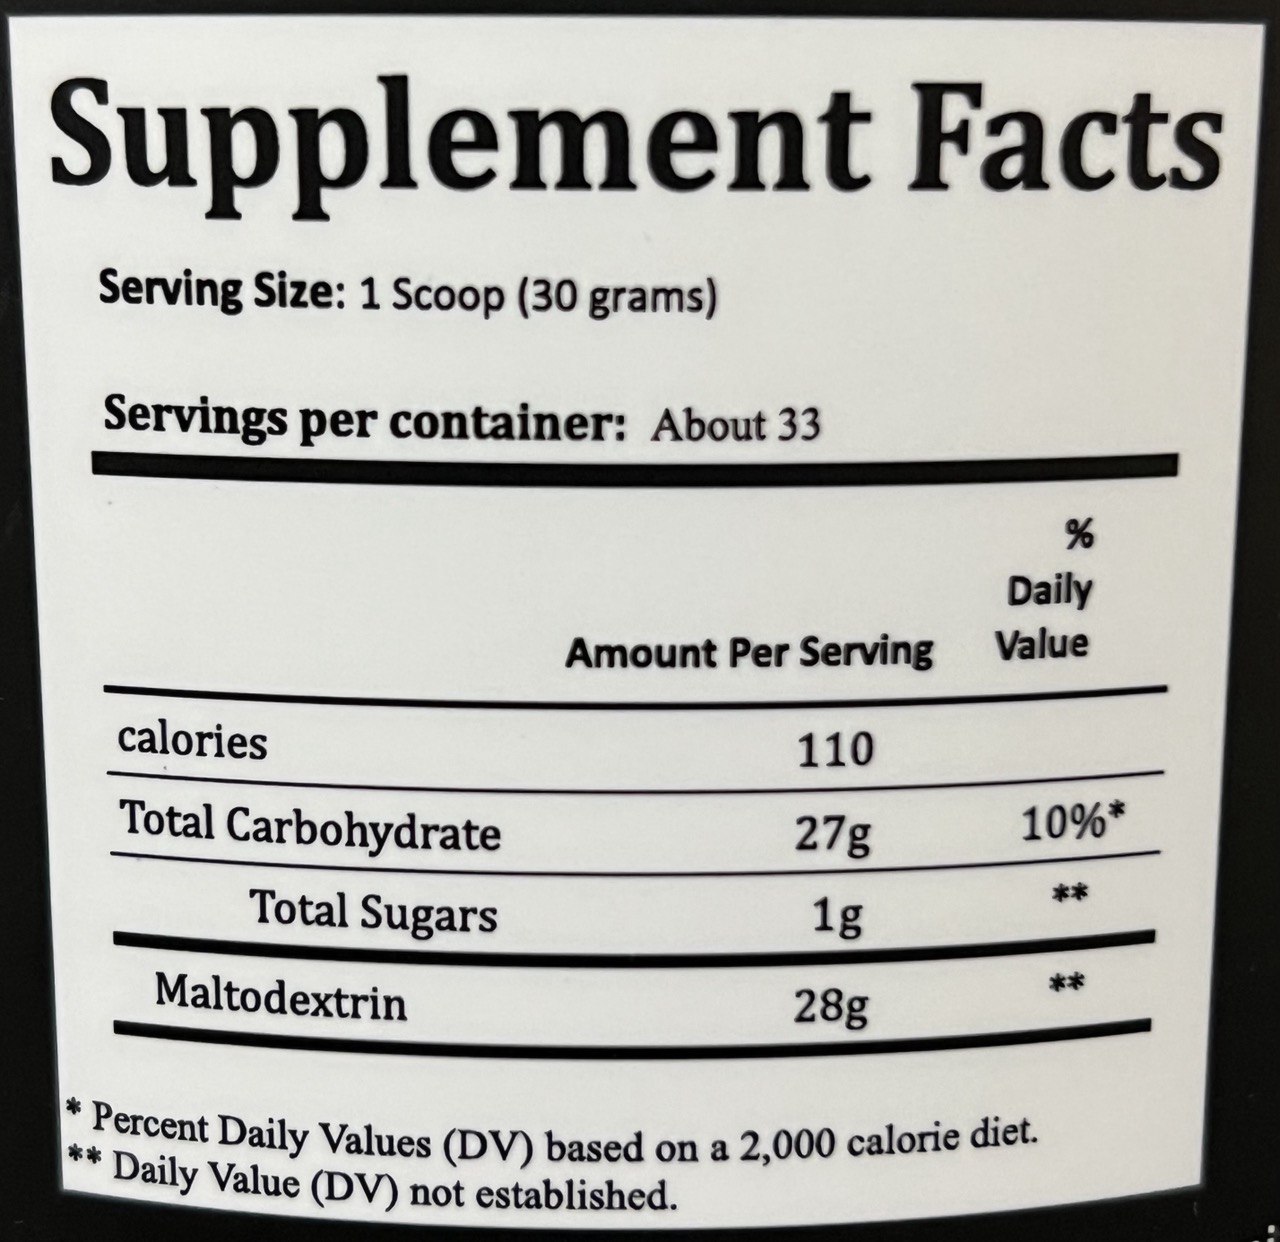 Supplement Facts
Serving Size: 1 Scoop (30 grams)
Servings per container: About 33
%
Daily
Amount Per Serving Value
calories 110
Total Carbohydrate 27g 10%*
Total Sugars 1g **
Maltodextrin 28g **
* Percent Daily Values (DV) based on a 2,000 calorie diet.
** Daily Value (DV) not established.